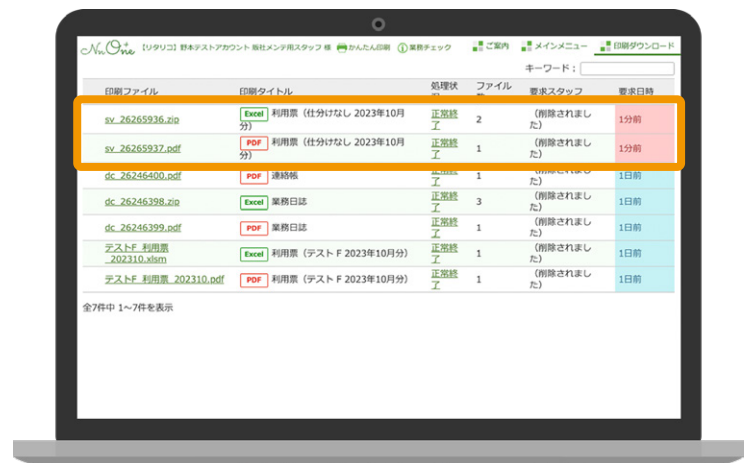 NuOne 【リタリコ】野本テストアカウント 販社メンテ用スタッフ 様 かんたん印刷 業務チェック ご案内 メインメニュー 印刷ダウンロード
キーワード：
印刷ファイル 印刷タイトル 処理状 ファイル 要求スタッフ 要求日時
sv_26265936.zip Excel 利用票（仕分けなし 2023年10月分） 正常終了 2 （削除されました） 1分前
sv_26265937.pdf PDF 利用票（仕分けなし 2023年10月分） 正常終了 1 （削除されました） 1分前
dc_26246400.pdf PDF 連絡帳 正常終了 1 （削除されました） 1日前
dc_26246398.zip Excel 業務日誌 正常終了 3 （削除されました） 1日前
dc_26246399.pdf PDF 業務日誌 正常終了 1 （削除されました） 1日前
テストF_利用票_202310.xlsm Excel 利用票（テスト F 2023年10月分） 正常終了 1 （削除されました） 1日前
テストF_利用票_202310.pdf PDF 利用票（テスト F 2023年10月分） 正常終了 1 （削除されました） 1日前
全7件中 1～7件を表示